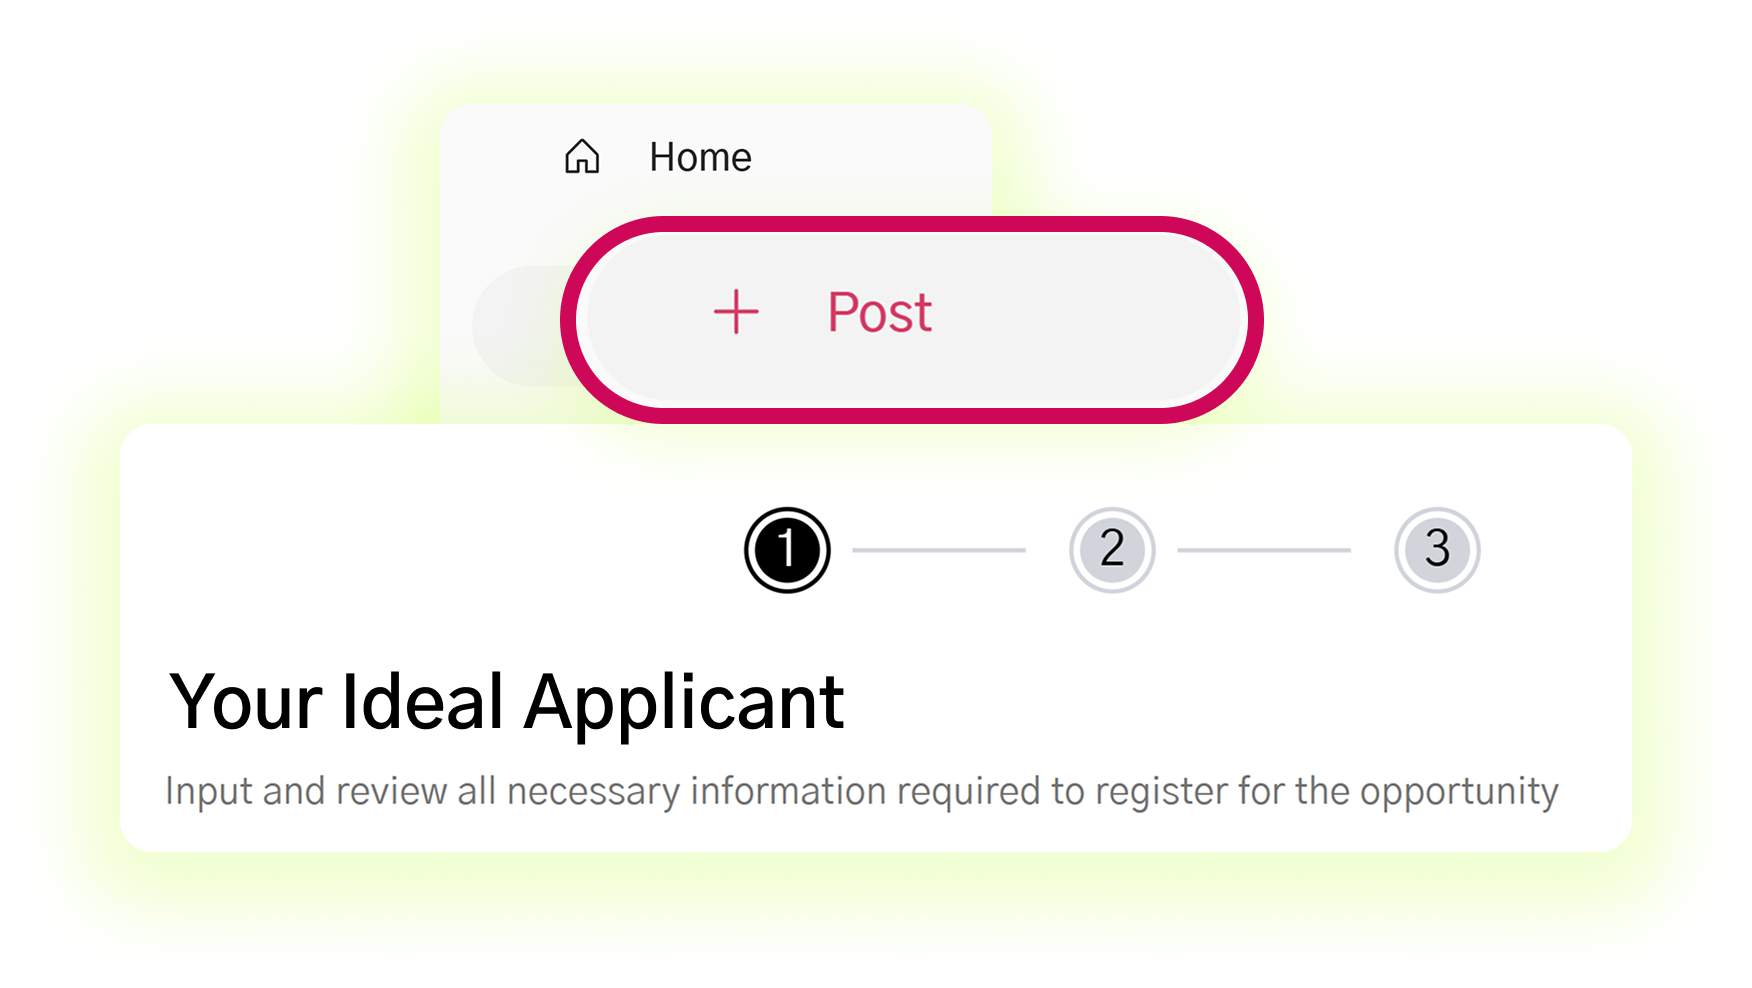 Home
+ Post
1 2 3
Your Ideal Applicant
Input and review all necessary information required to register for the opportunity